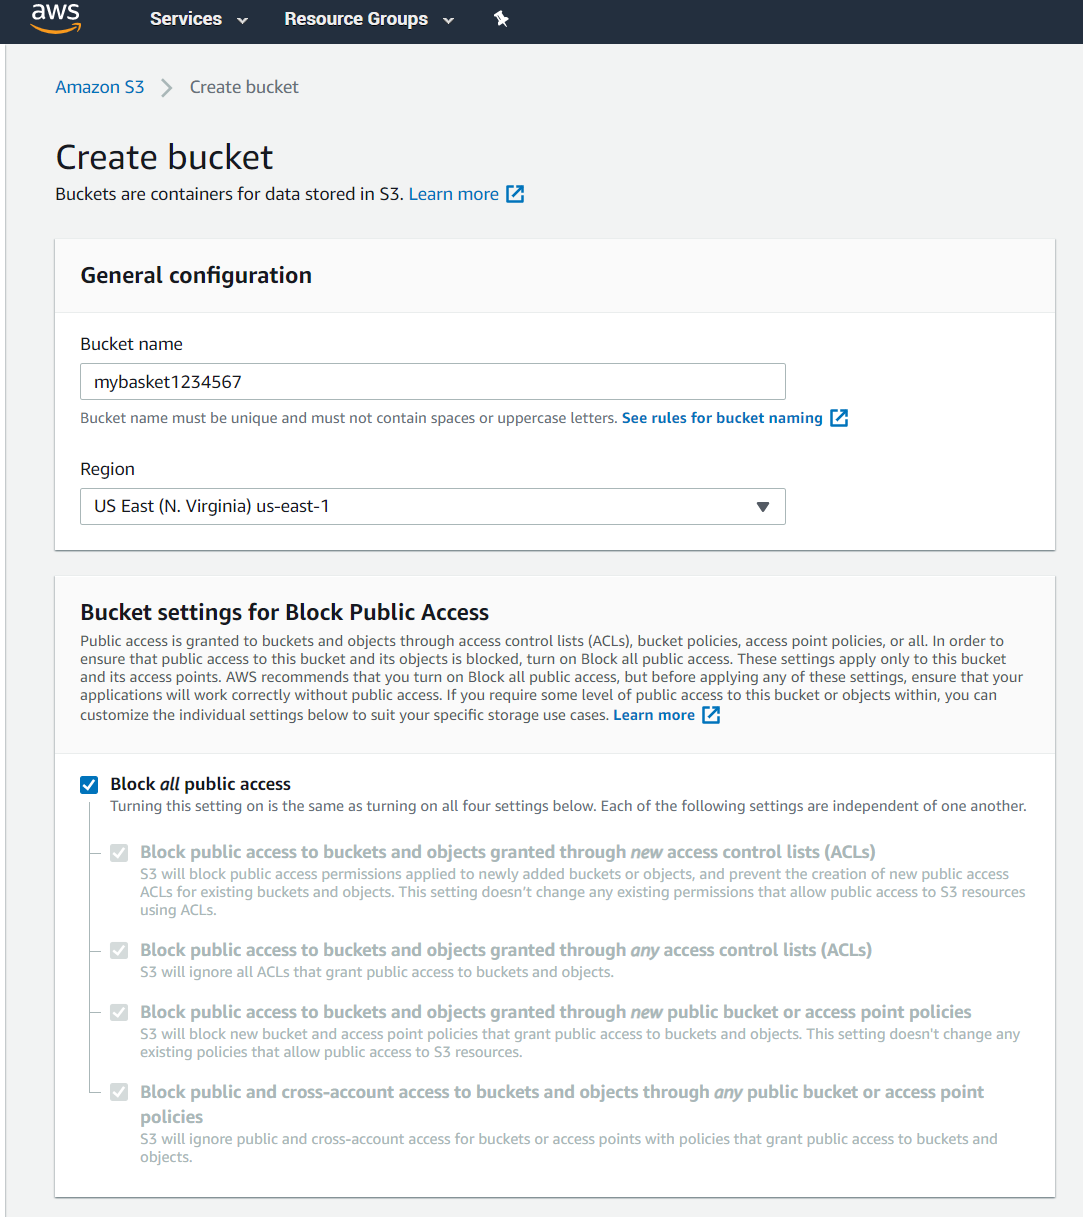 aws
Services
Resource Groups
Amazon S3
Create bucket
Create bucket
Buckets are containers for data stored in S3. Learn more
General configuration
Bucket name
mybasket1234567
Bucket name must be unique and must not contain spaces or uppercase letters. See rules for bucket naming
Region
US East (N. Virginia) us-east-1
Bucket settings for Block Public Access
Public access is granted to buckets and objects through access control lists (ACLs), bucket policies, access point policies, or all. In order to
ensure that public access to this bucket and its objects is blocked, turn on Block all public access. These settings apply only to this bucket
and its access points. AWS recommends that you turn on Block all public access, but before applying any of these settings, ensure that your
applications will work correctly without public access. If you require some level of public access to this bucket or objects within, you can
customize the individual settings below to suit your specific storage use cases. Learn more
Block all public access
Turning this setting on is the same as turning on all four settings below. Each of the following settings are independent of one another.
Block public access to buckets and objects granted through new access control lists (ACLs)
S3 will block public access permissions applied to newly added buckets or objects, and prevent the creation of new public access
ACLs for existing buckets and objects. This setting doesn't change any existing permissions that allow public access to S3 resources
using ACLs.
Block public access to buckets and objects granted through any access control lists (ACLs)
S3 will ignore all ACLs that grant public access to buckets and objects.
Block public access to buckets and objects granted through new public bucket or access point policies
S3 will block new bucket and access point policies that grant public access to buckets and objects. This setting doesn't change any
existing policies that allow public access to S3 resources.
Block public and cross-account access to buckets and objects through any public bucket or access point
policies
S3 will ignore public and cross-account access for buckets or access points with policies that grant public access to buckets and
objects.